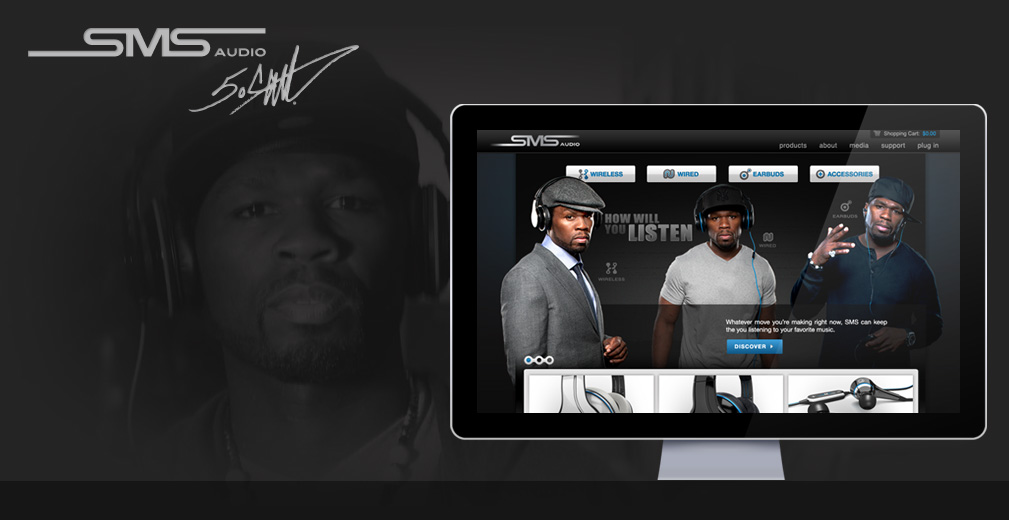 SMS AUDIO
50 Cent
SMS AUDIO
Shopping Cart: $0.00
products about media support plug in
WIRELESS WIRED EARBUDS ACCESSORIES
HOW WILL
YOU LISTEN
EARBUDS
WIRED
WIRELESS
Whatever move you're making right now, SMS can keep
the you listening to your favorite music.
DISCOVER